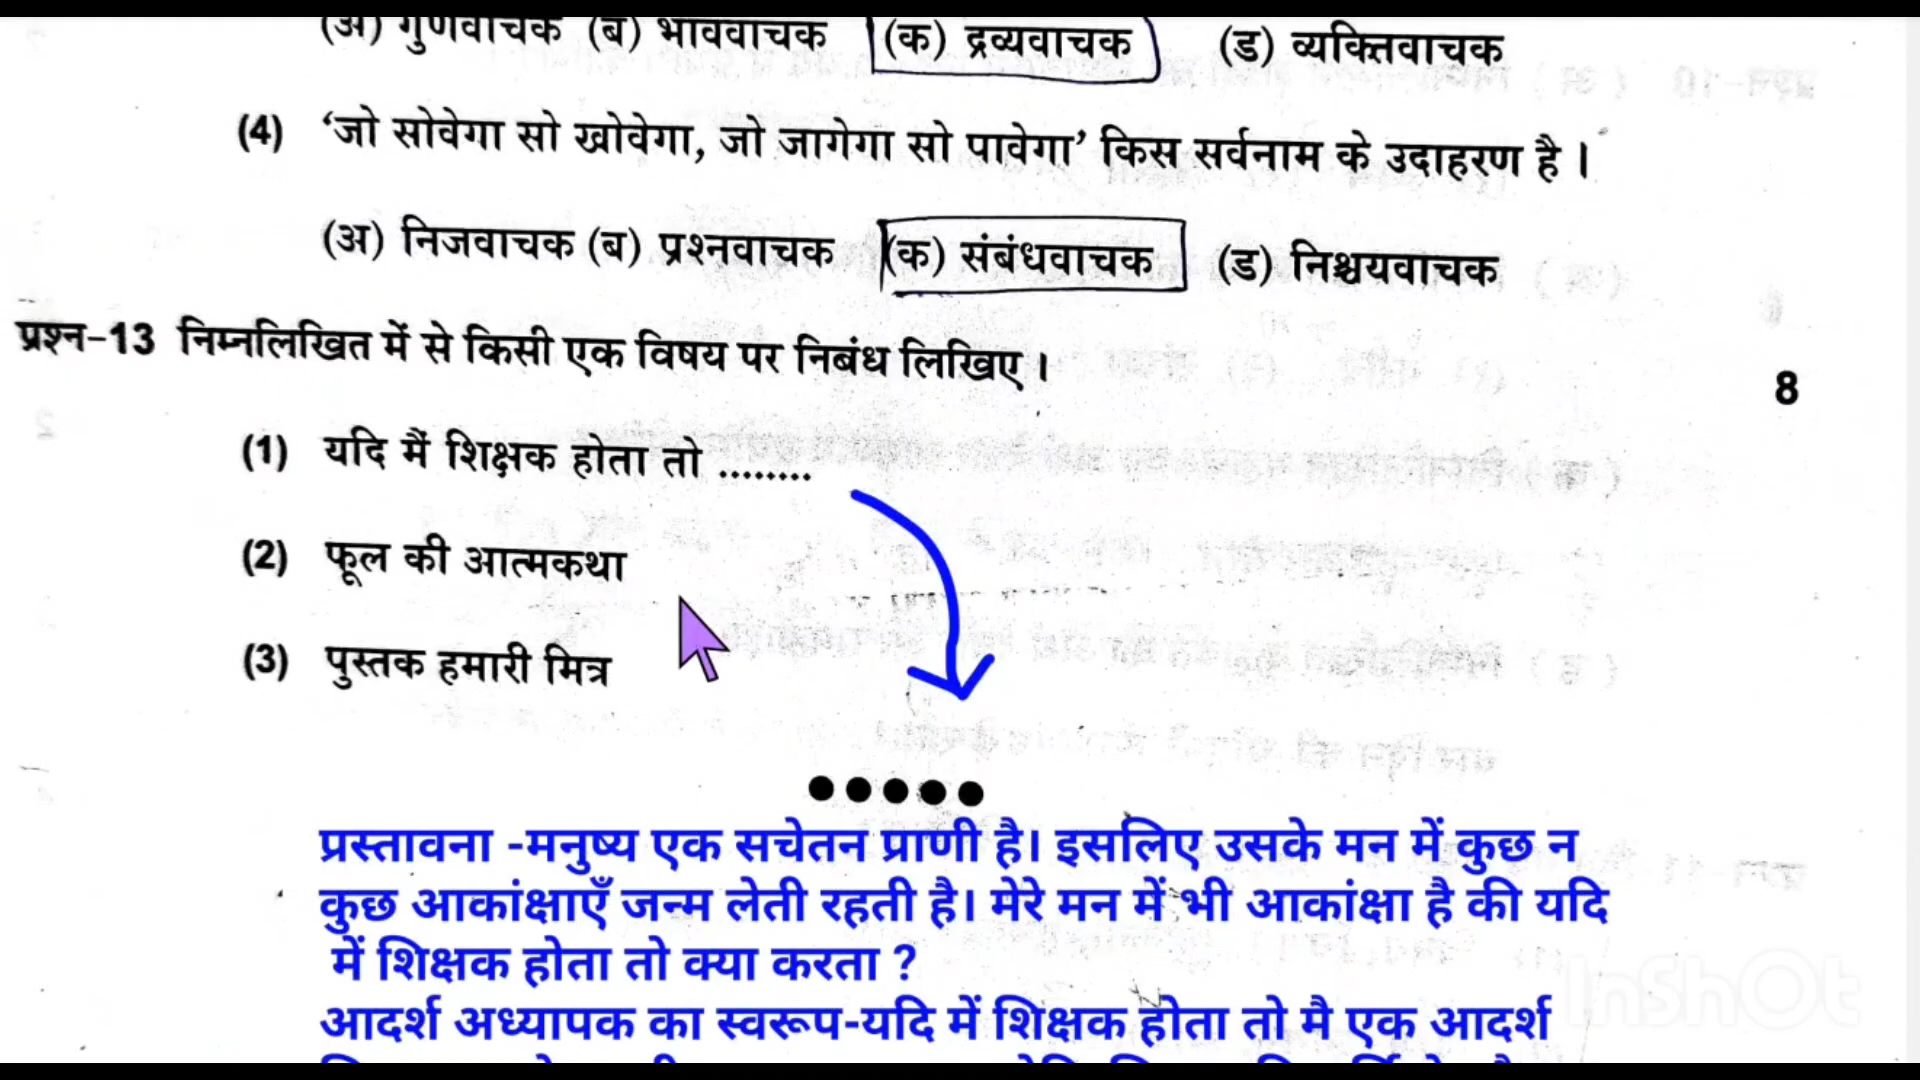 (अ) गुणवाचक (ब) भाववाचक (क) द्रव्यवाचक (ड) व्यक्तिवाचक
(4) ‘जो सोवेगा सो खोवेगा, जो जागेगा सो पावेगा’ किस सर्वनाम के उदाहरण है ।
(अ) निजवाचक (ब) प्रश्नवाचक (क) संबंधवाचक (ड) निश्चयवाचक
प्रश्न-13 निम्नलिखित में से किसी एक विषय पर निबंध लिखिए ।
8
(1) यदि मैं शिक्षक होता तो ........
(2) फूल की आत्मकथा
(3) पुस्तक हमारी मित्र
प्रस्तावना -मनुष्य एक सचेतन प्राणी है। इसलिए उसके मन में कुछ न
कुछ आकांक्षाएँ जन्म लेती रहती है। मेरे मन में भी आकांक्षा है की यदि
में शिक्षक होता तो क्या करता ?
आदर्श अध्यापक का स्वरूप-यदि में शिक्षक होता तो मै एक आदर्श
InShOt